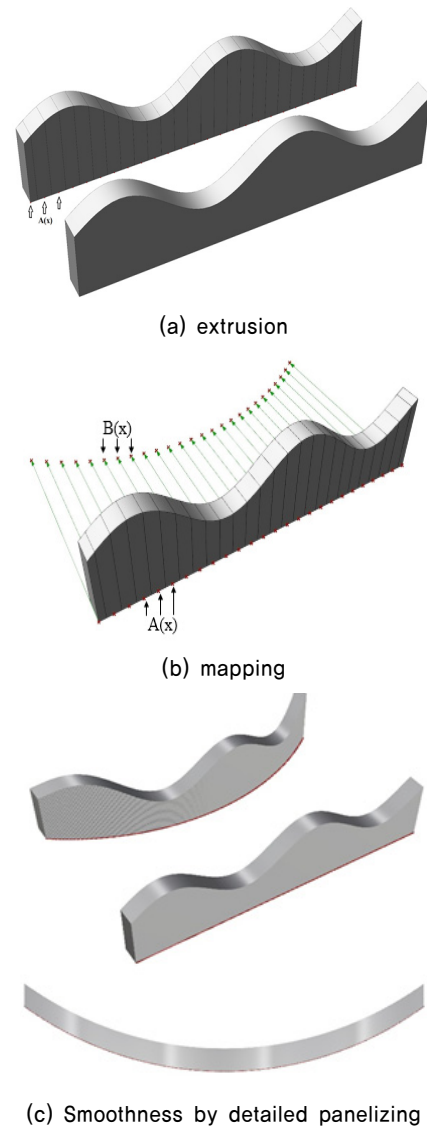 A(x)
(a) extrusion
B(x)
A(x)
(b) mapping
(c) Smoothness by detailed panelizing